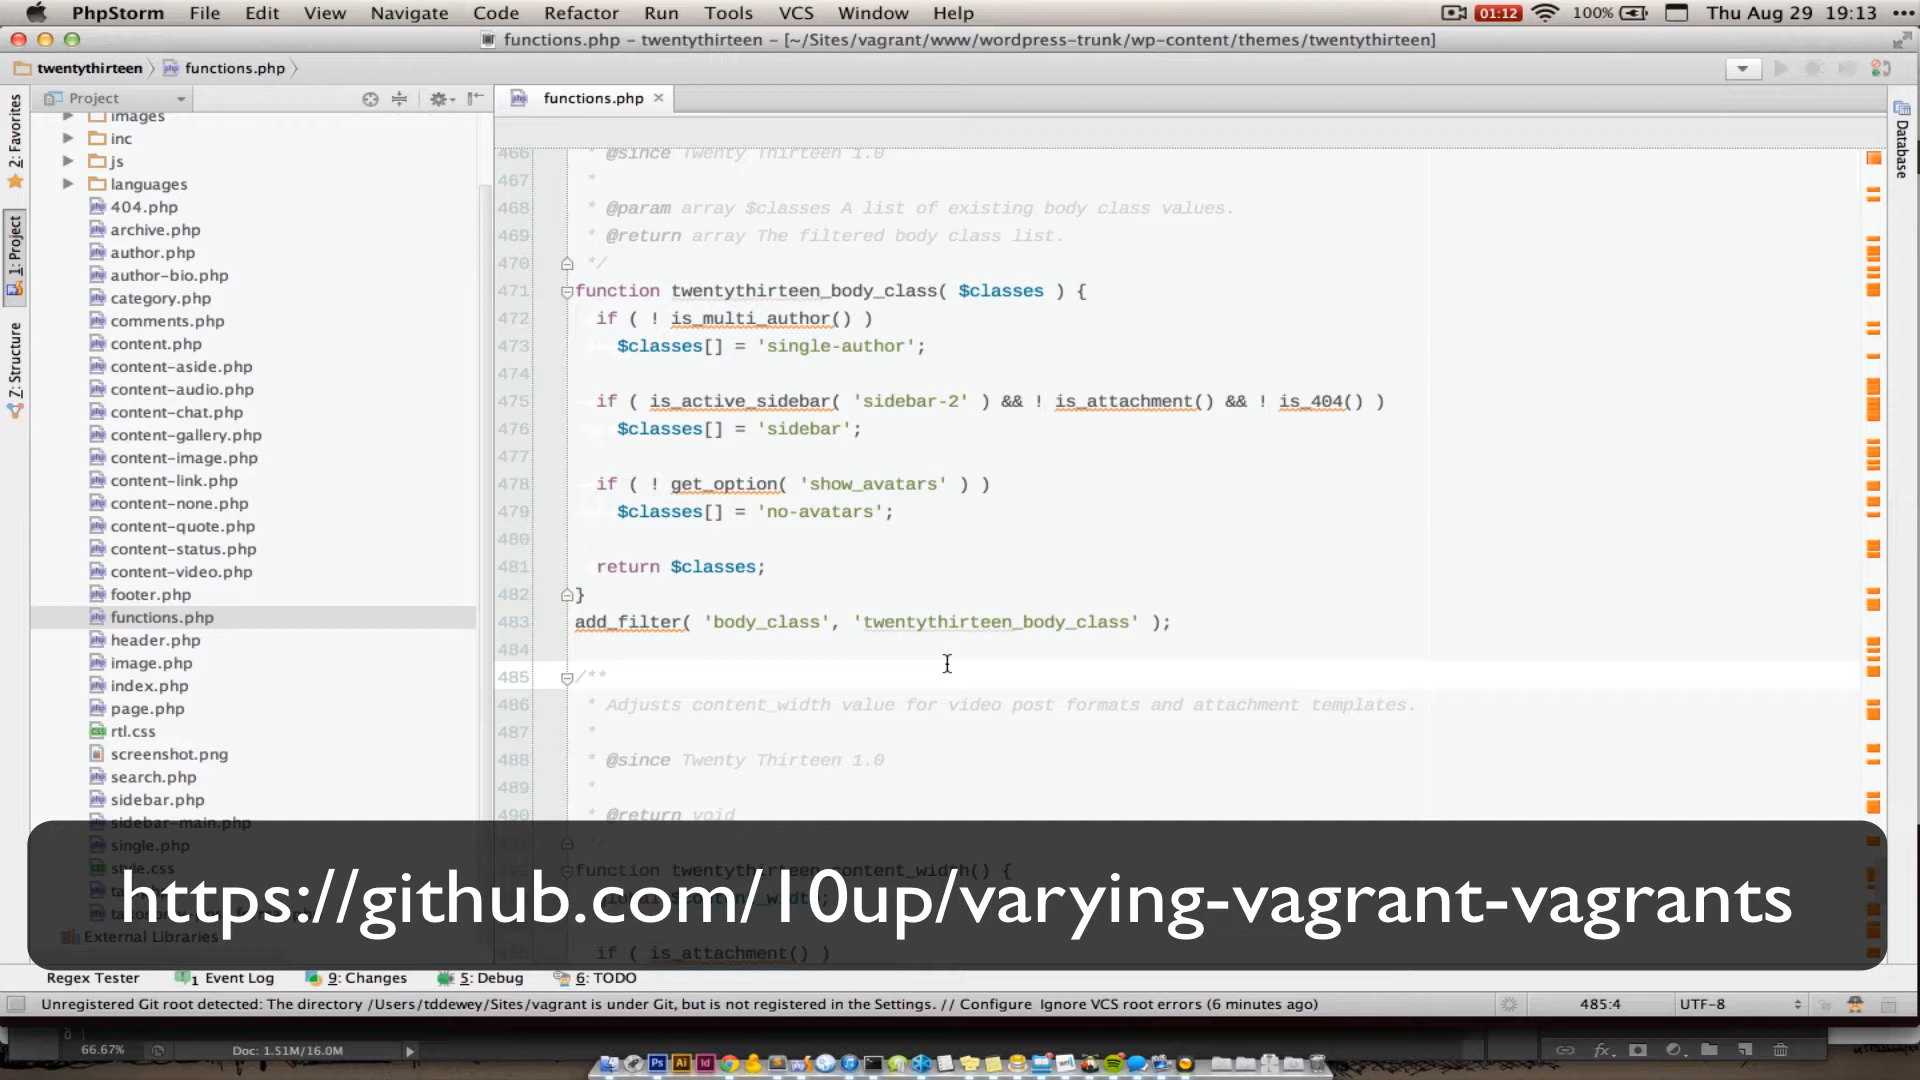 PhpStorm File Edit View Navigate Code Refactor Run Tools VCS Window Help 01:12 100% Thu Aug 29 19:13
functions.php – twentythirteen – [~/Sites/vagrant/www/wordpress-trunk/wp-content/themes/twentythirteen]
twentythirteen functions.php
Project
functions.php
2: Favorites
1: Project
Z: Structure
Database
images
inc
js
languages
404.php
archive.php
author.php
author-bio.php
category.php
comments.php
content.php
content-aside.php
content-audio.php
content-chat.php
content-gallery.php
content-image.php
content-link.php
content-none.php
content-quote.php
content-status.php
content-video.php
footer.php
functions.php
header.php
image.php
index.php
page.php
rtl.css
screenshot.png
search.php
sidebar.php
sidebar-main.php
single.php
style.css
External Libraries
466 * @since Twenty Thirteen 1.0
467 *
468 * @param array $classes A list of existing body class values.
469 * @return array The filtered body class list.
470 */
471 function twentythirteen_body_class( $classes ) {
472 if ( ! is_multi_author() )
473 $classes[] = 'single-author';
474
475 if ( is_active_sidebar( 'sidebar-2' ) && ! is_attachment() && ! is_404() )
476 $classes[] = 'sidebar';
477
478 if ( ! get_option( 'show_avatars' ) )
479 $classes[] = 'no-avatars';
480
481 return $classes;
482 }
483 add_filter( 'body_class', 'twentythirteen_body_class' );
484
485 /**
486 * Adjusts content_width value for video post formats and attachment templates.
487 *
488 * @since Twenty Thirteen 1.0
489 *
490 * @return void
*/
function twentythirteen_content_width() {
if ( is_attachment() )
https://github.com/10up/varying-vagrant-vagrants
Regex Tester 1 Event Log 9: Changes 5: Debug 6: TODO
Unregistered Git root detected: The directory /Users/tddewey/Sites/vagrant is under Git, but is not registered in the Settings. // Configure Ignore VCS root errors (6 minutes ago) 485:4 UTF-8
66.67% Doc: 1.51M/16.0M